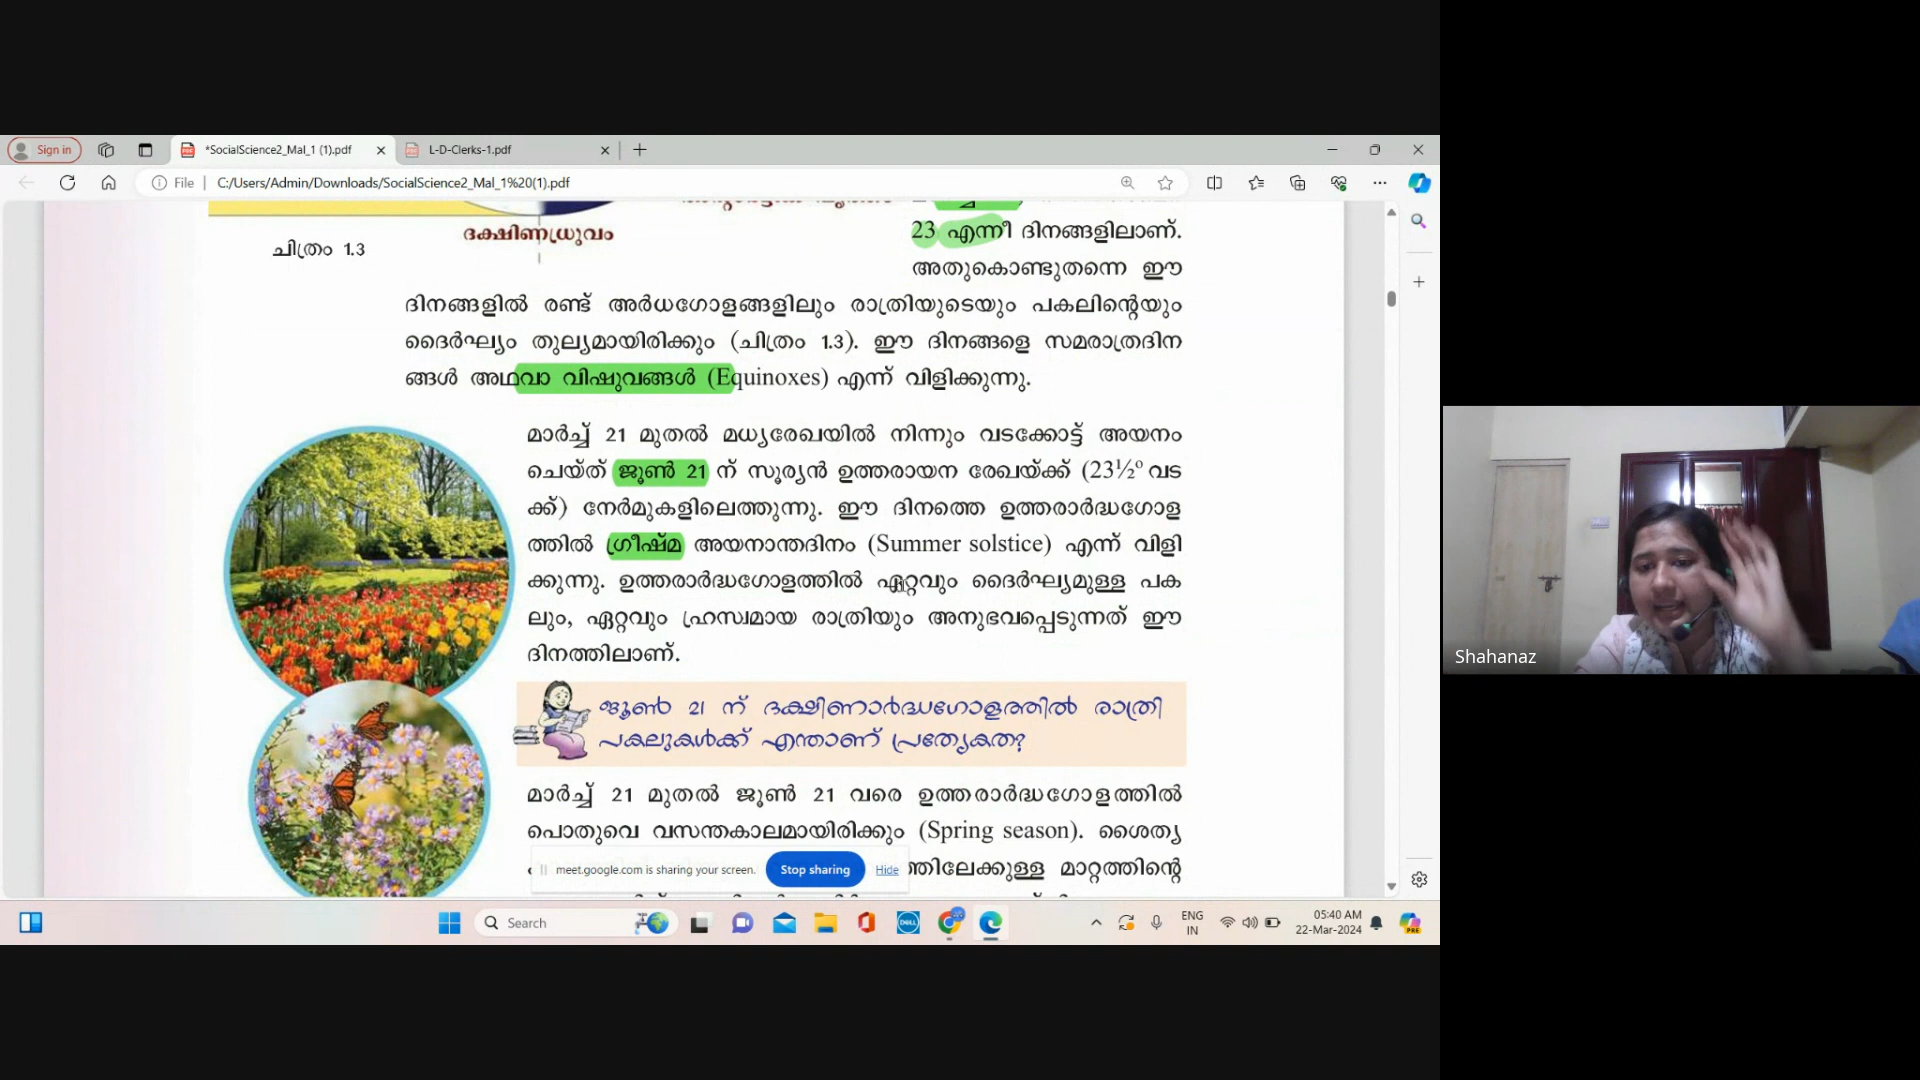 Sign in
*SocialScience2_Mal_1 (1).pdf
L-D-Clerks-1.pdf
File
C:/Users/Admin/Downloads/SocialScience2_Mal_1%20(1).pdf
ദക്ഷിണധ്രുവം
ചിത്രം 1.3
23 എന്നീ ദിനങ്ങളിലാണ്.
അതുകൊണ്ടുതന്നെ ഈ
ദിനങ്ങളിൽ രണ്ട് അർധഗോളങ്ങളിലും രാത്രിയുടെയും പകലിന്റെയും
ദൈർഘ്യം തുല്യമായിരിക്കും (ചിത്രം 1.3). ഈ ദിനങ്ങളെ സമരാത്രദിന
ങ്ങൾ അഥവാ വിഷുവങ്ങൾ (Equinoxes) എന്ന് വിളിക്കുന്നു.
മാർച്ച് 21 മുതൽ മധ്യരേഖയിൽ നിന്നും വടക്കോട്ട് അയനം
ചെയ്ത് ജൂൺ 21 ന് സൂര്യൻ ഉത്തരായന രേഖയ്ക്ക് (23½° വട
ക്ക്) നേർമുകളിലെത്തുന്നു. ഈ ദിനത്തെ ഉത്തരാർദ്ധഗോള
ത്തിൽ ഗ്രീഷ്മ അയനാന്തദിനം (Summer solstice) എന്ന് വിളി
ക്കുന്നു. ഉത്തരാർദ്ധഗോളത്തിൽ ഏറ്റവും ദൈർഘ്യമുള്ള പക
ലും, ഏറ്റവും ഹ്രസ്വമായ രാത്രിയും അനുഭവപ്പെടുന്നത് ഈ
ദിനത്തിലാണ്.
ജൂൺ 21 ന് ദക്ഷിണാർദ്ധഗോളത്തിൽ രാത്രി
പകലുകൾക്ക് എന്താണ് പ്രത്യേകത?
മാർച്ച് 21 മുതൽ ജൂൺ 21 വരെ ഉത്തരാർദ്ധഗോളത്തിൽ
പൊതുവെ വസന്തകാലമായിരിക്കും (Spring season). ശൈത്യ
ത്തിലേക്കുള്ള മാറ്റത്തിന്റെ
meet.google.com is sharing your screen.
Stop sharing
Hide
Shahanaz
Search
ENG
IN
05:40 AM
22-Mar-2024